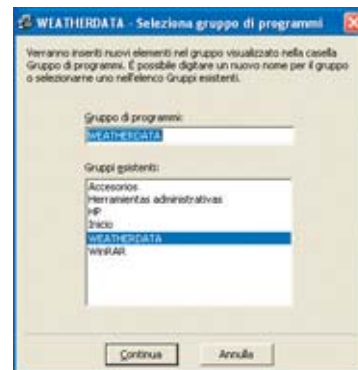 WEATHERDATA - Seleziona gruppo di programmi
Verranno inseriti nuovi elementi nel gruppo visualizzato nella casella
Gruppo di programmi. É possibile digitare un nuovo nome per il gruppo
o selezionarne uno nell'elenco Gruppi esistenti.
Gruppo di programmi:
WEATHERDATA
Gruppi esistenti:
Accesorios
Herramientas administrativas
HP
Inicio
WEATHERDATA
WinRAR
Continua
Annulla